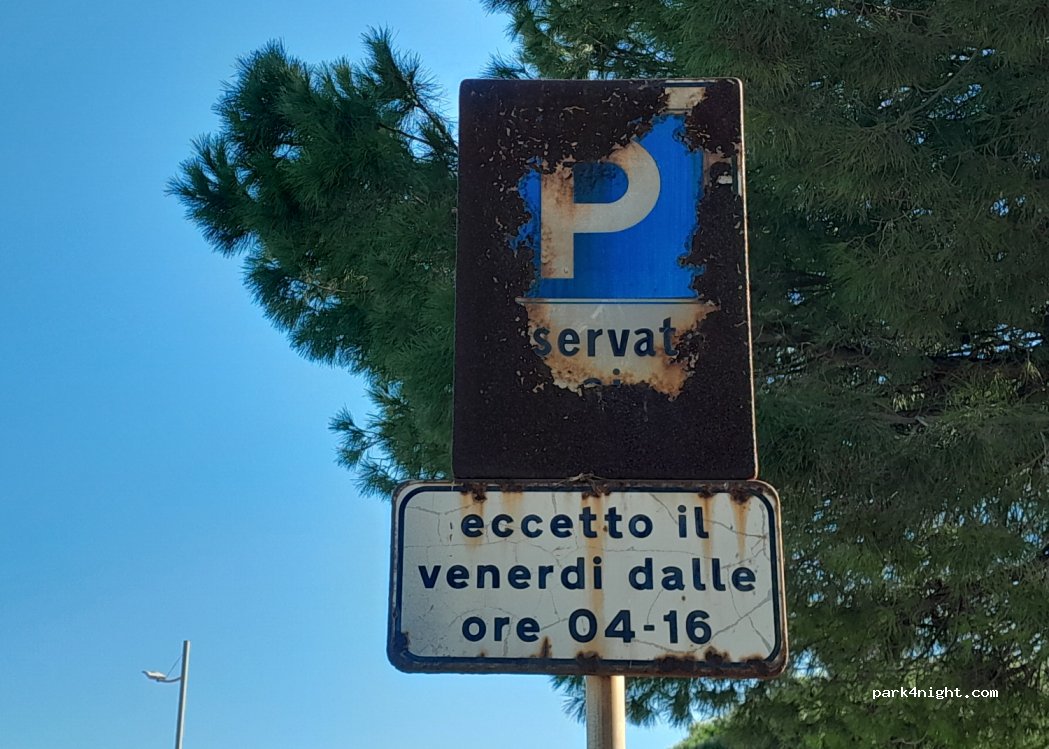 P
servat
eccetto il
venerdi dalle
ore 04-16
park4night.com